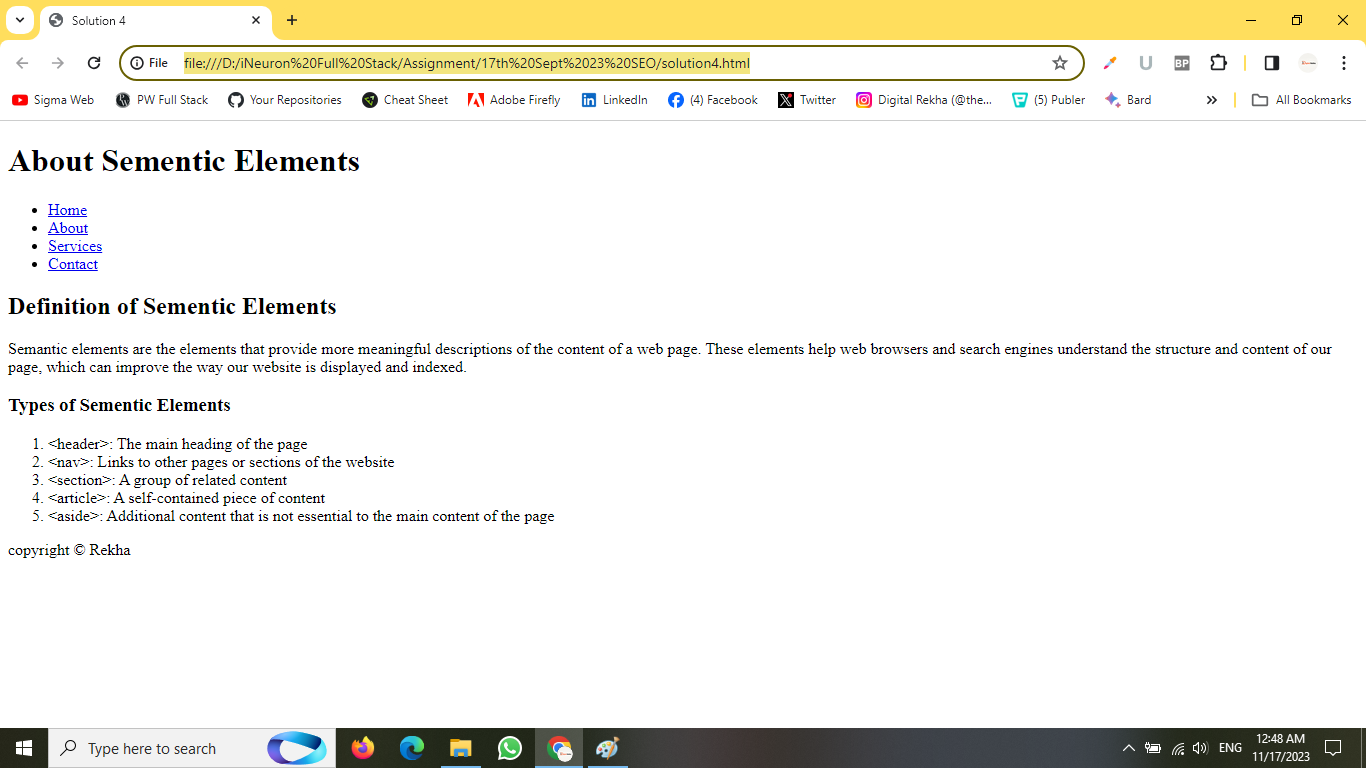 Solution 4
File file:///D:/iNeuron%20Full%20Stack/Assignment/17th%20Sept%2023%20SEO/solution4.html
BP
Sigma Web PW Full Stack Your Repositories Cheat Sheet Adobe Firefly LinkedIn (4) Facebook Twitter Digital Rekha (@the... (5) Publer Bard » All Bookmarks
About Sementic Elements
Home
About
Services
Contact
Definition of Sementic Elements
Semantic elements are the elements that provide more meaningful descriptions of the content of a web page. These elements help web browsers and search engines understand the structure and content of our
page, which can improve the way our website is displayed and indexed.
Types of Sementic Elements
1. <header>: The main heading of the page
2. <nav>: Links to other pages or sections of the website
3. <section>: A group of related content
4. <article>: A self-contained piece of content
5. <aside>: Additional content that is not essential to the main content of the page
copyright © Rekha
Type here to search
ENG
12:48 AM
11/17/2023